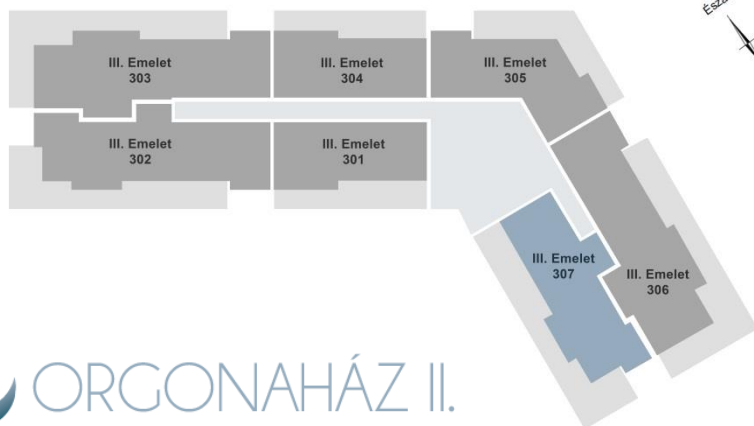 Észa
III. Emelet
303
III. Emelet
304
III. Emelet
305
III. Emelet
302
III. Emelet
301
III. Emelet
307
III. Emelet
306
ORGONAHÁZ II.